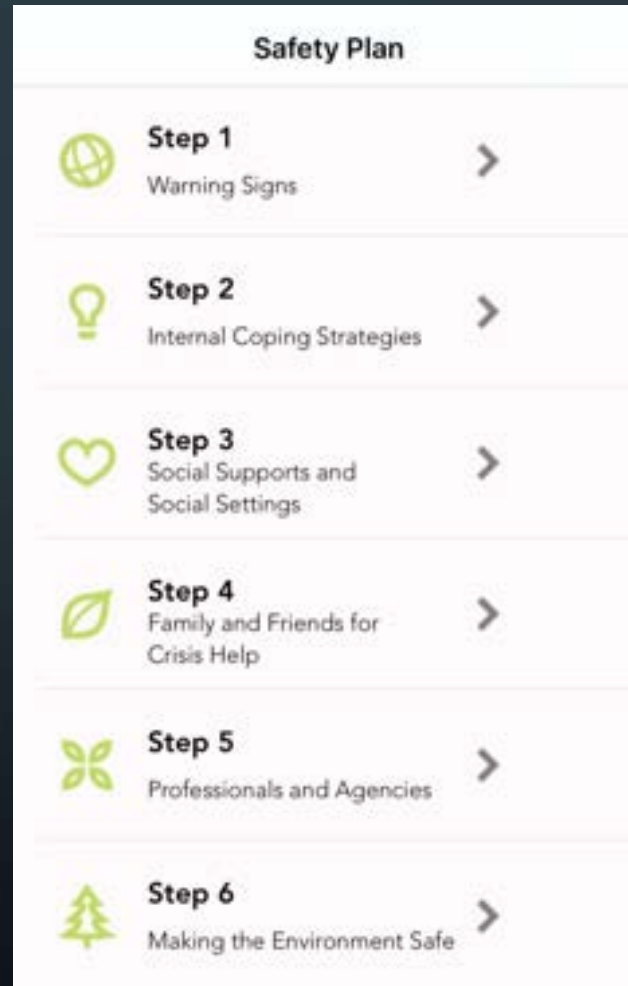 Safety Plan
Step 1
Warning Signs
Step 2
Internal Coping Strategies
Step 3
Social Supports and
Social Settings
Step 4
Family and Friends for
Crisis Help
Step 5
Professionals and Agencies
Step 6
Making the Environment Safe